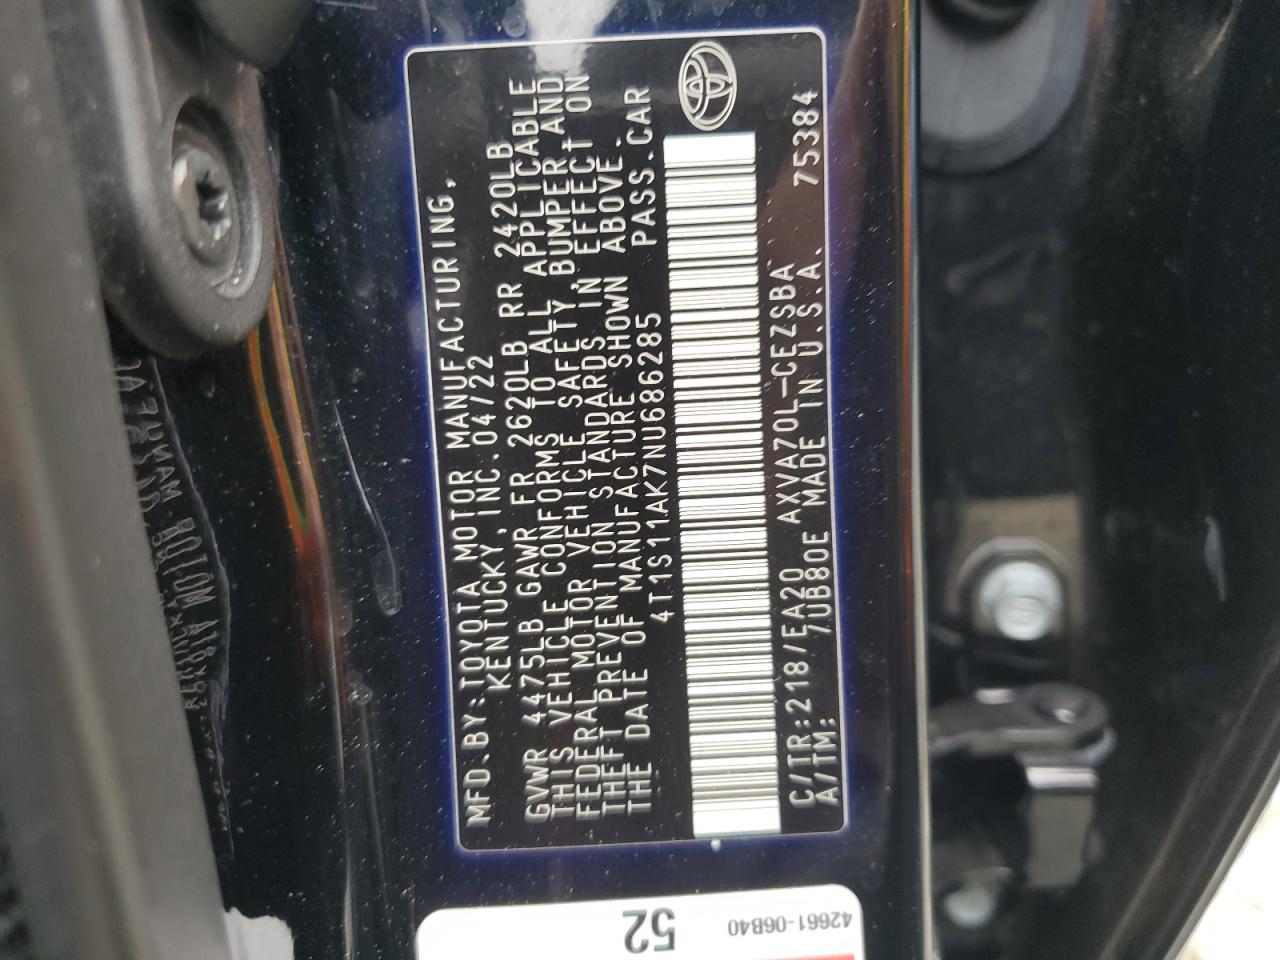 MFD.BY:TOYOTA MOTOR MANUFACTURING,
KENTUCKY, INC.04/22
GVWR 4475LB GAWR FR 2620LB RR 2420LB
THIS VEHICLE CONFORMS TO ALL APPLICABLE
FEDERAL MOTOR VEHICLE SAFETY,BUMPER,AND
THEFT PREVENTION STANDARDS IN EFFECT ON
THE DATE OF MANUFACTURE SHOWN ABOVE.
4T1S11AK7NU686285 PASS.CAR
C/TR:218/EA20 AXVA70L-CEZSBA
A/TM: /UB80E MADE IN U.S.A. 75384
52
42661-06B40